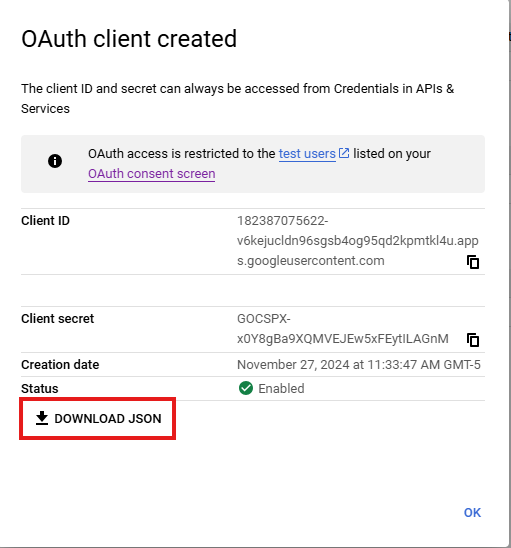 OAuth client created
The client ID and secret can always be accessed from Credentials in APIs &
Services
OAuth access is restricted to the test users listed on your
OAuth consent screen
Client ID
182387075622-
v6kejucldn96sgsb4og95qd2kpmtkl4u.app
s.googleusercontent.com
Client secret
GOCSPX-
x0Y8gBa9XQMVEJEw5xFEytILAGnM
Creation date
November 27, 2024 at 11:33:47 AM GMT-5
Status
Enabled
DOWNLOAD JSON
OK